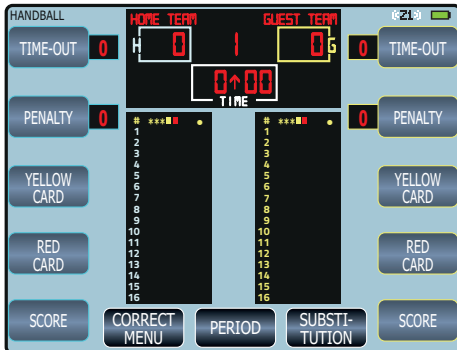 HANDBALL
HOME TEAM GUEST TEAM
TIME-OUT 0 H 0 1 0 G 0 TIME-OUT
0↑00
TIME
PENALTY 0 0 PENALTY
# *** # ***
1 1
2 2
3 3
4 4
5 5
6 6
7 7
8 8
9 9
10 10
11 11
12 12
13 13
14 14
15 15
16 16
YELLOW
CARD
YELLOW
CARD
RED
CARD
RED
CARD
SCORE
CORRECT
MENU
PERIOD
SUBSTI-
TUTION
SCORE